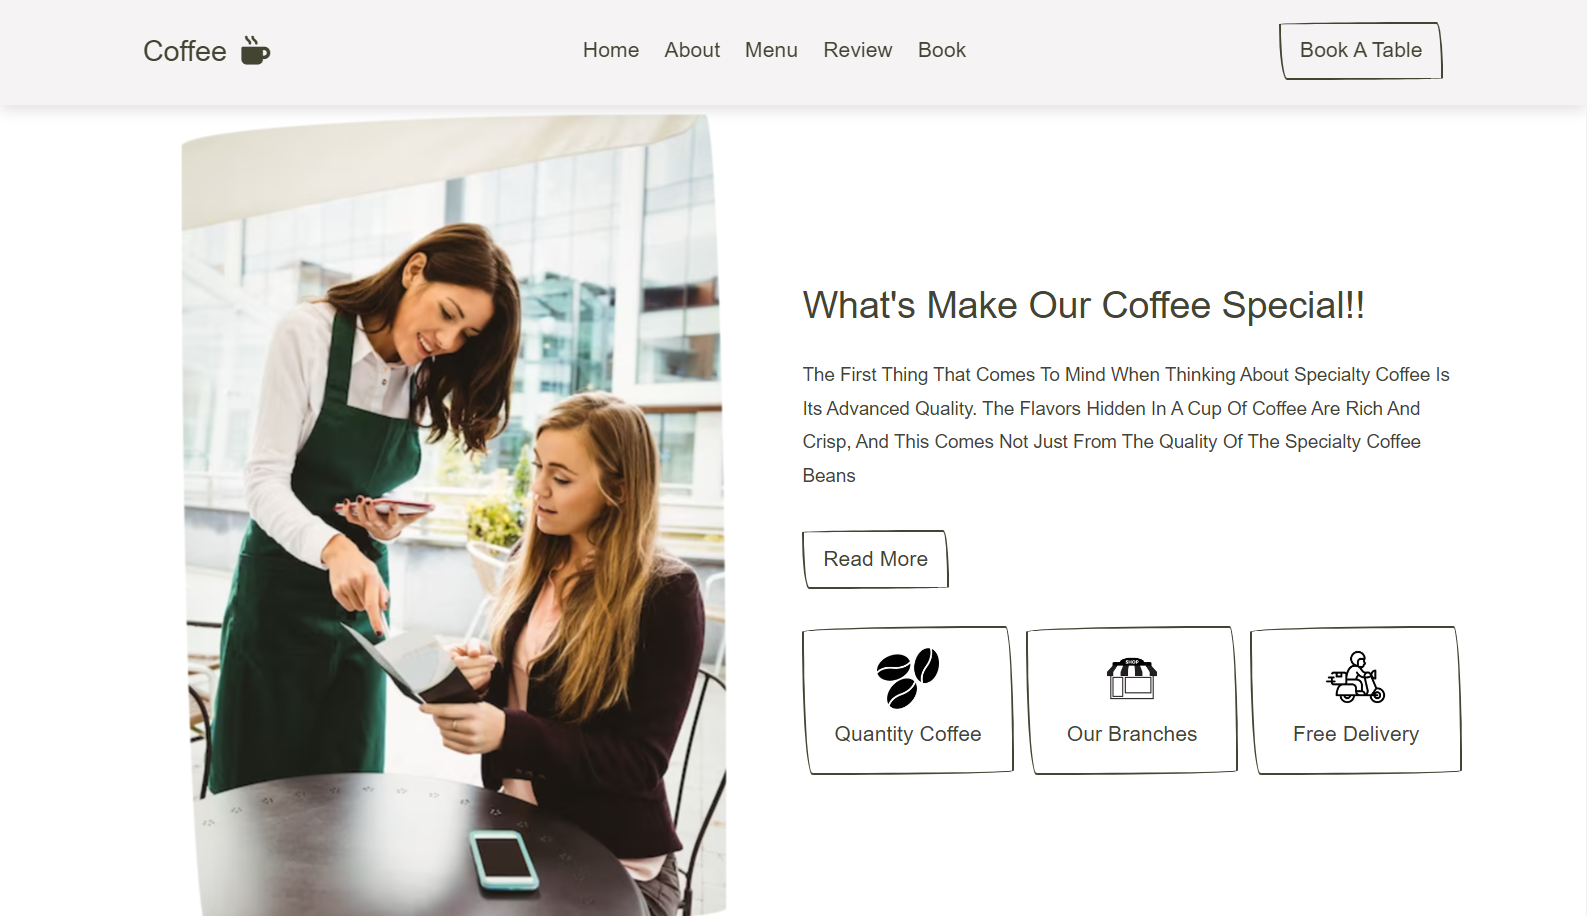 Coffee
Home About Menu Review Book
Book A Table
What's Make Our Coffee Special!!
The First Thing That Comes To Mind When Thinking About Specialty Coffee Is
Its Advanced Quality. The Flavors Hidden In A Cup Of Coffee Are Rich And
Crisp, And This Comes Not Just From The Quality Of The Specialty Coffee
Beans
Read More
SHOP
Quantity Coffee
Our Branches
Free Delivery